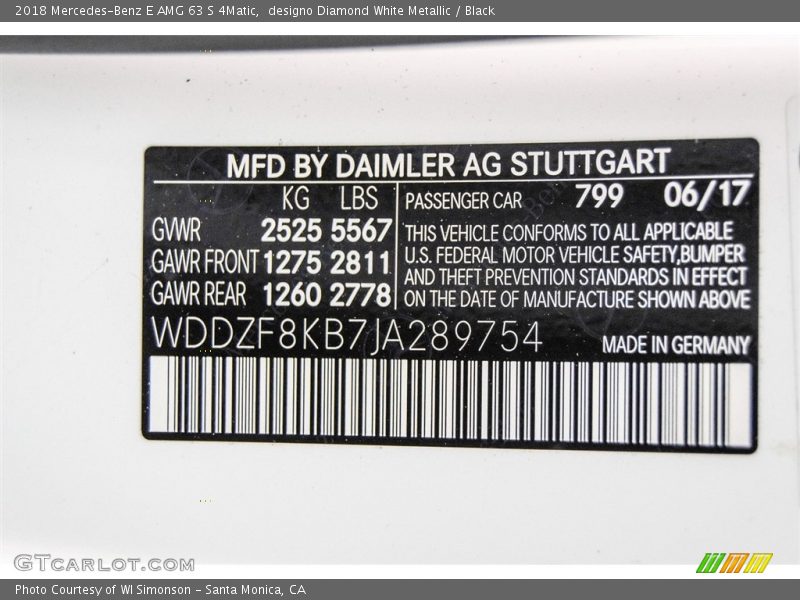 2018 Mercedes-Benz E AMG 63 S 4Matic,  designo Diamond White Metallic / Black
MFD BY DAIMLER AG STUTTGART
KG LBS
GVWR 2525 5567
GAWR FRONT 1275 2811
GAWR REAR 1260 2778
PASSENGER CAR 799 06/17
THIS VEHICLE CONFORMS TO ALL APPLICABLE
U.S. FEDERAL MOTOR VEHICLE SAFETY,BUMPER
AND THEFT PREVENTION STANDARDS IN EFFECT
ON THE DATE OF MANUFACTURE SHOWN ABOVE
WDDZF8KB7JA289754
MADE IN GERMANY
GTCARLOT.COM
Photo Courtesy of WI Simonson - Santa Monica, CA